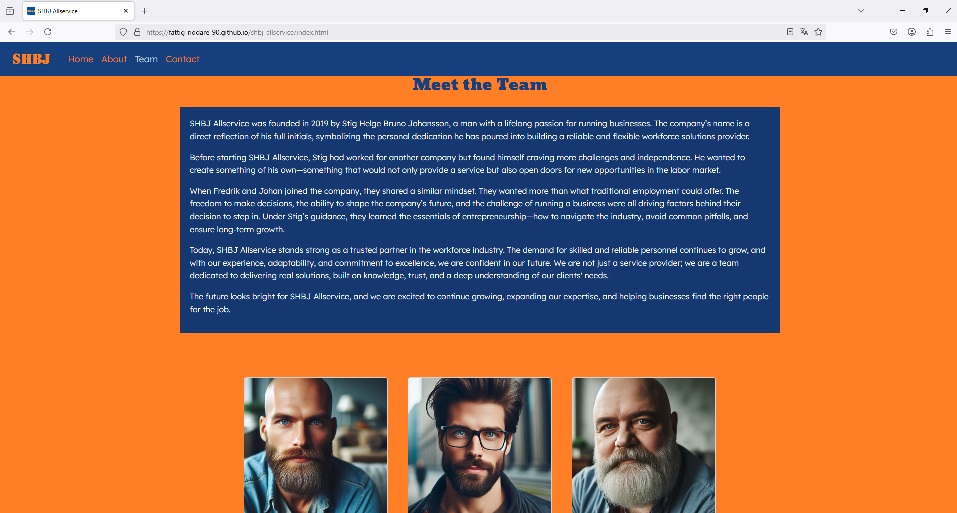 SHBJ Allservice
https://fattig-riddare-90.github.io/shbj-allservice/index.html
SHBJ Home About Team Contact
Meet the Team
SHBJ Allservice was founded in 2019 by Stig Helge Bruno Johansson, a man with a lifelong passion for running businesses. The company's name is a
direct reflection of his full initials, symbolizing the personal dedication he has poured into building a reliable and flexible workforce solutions provider.
Before starting SHBJ Allservice, Stig had worked for another company but found himself craving more challenges and independence. He wanted to
create something of his own—something that would not only provide a service but also open doors for new opportunities in the labor market.
When Fredrik and Johan joined the company, they shared a similar mindset. They wanted more than what traditional employment could offer. The
freedom to make decisions, the ability to shape the company's future, and the challenge of running a business were all driving factors behind their
decision to step in. Under Stig's guidance, they learned the essentials of entrepreneurship—how to navigate the industry, avoid common pitfalls, and
ensure long-term growth.
Today, SHBJ Allservice stands strong as a trusted partner in the workforce industry. The demand for skilled and reliable personnel continues to grow, and
with our experience, adaptability, and commitment to excellence, we are confident in our future. We are not just a service provider; we are a team
dedicated to delivering real solutions, built on knowledge, trust, and a deep understanding of our clients' needs.
The future looks bright for SHBJ Allservice, and we are excited to continue growing, expanding our expertise, and helping businesses find the right people
for the job.